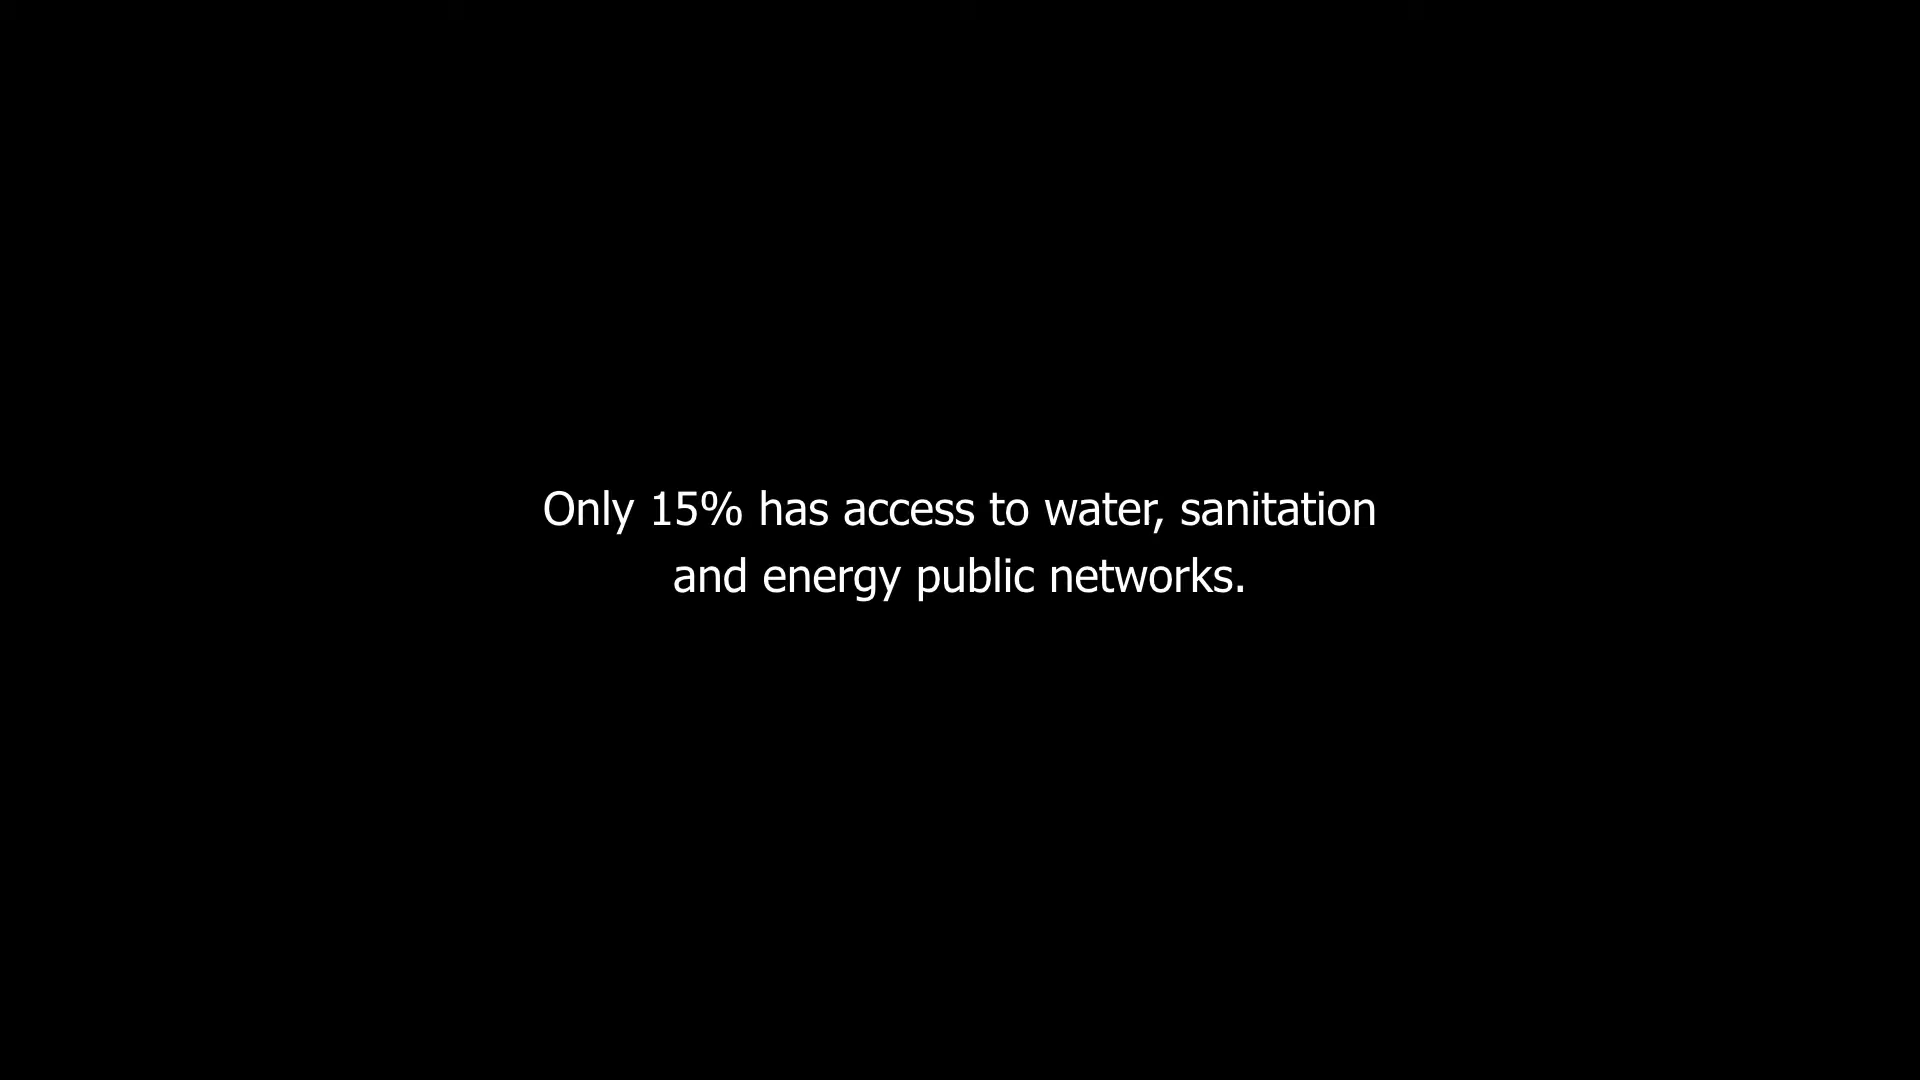 Only 15% has access to water, sanitation
and energy public networks.